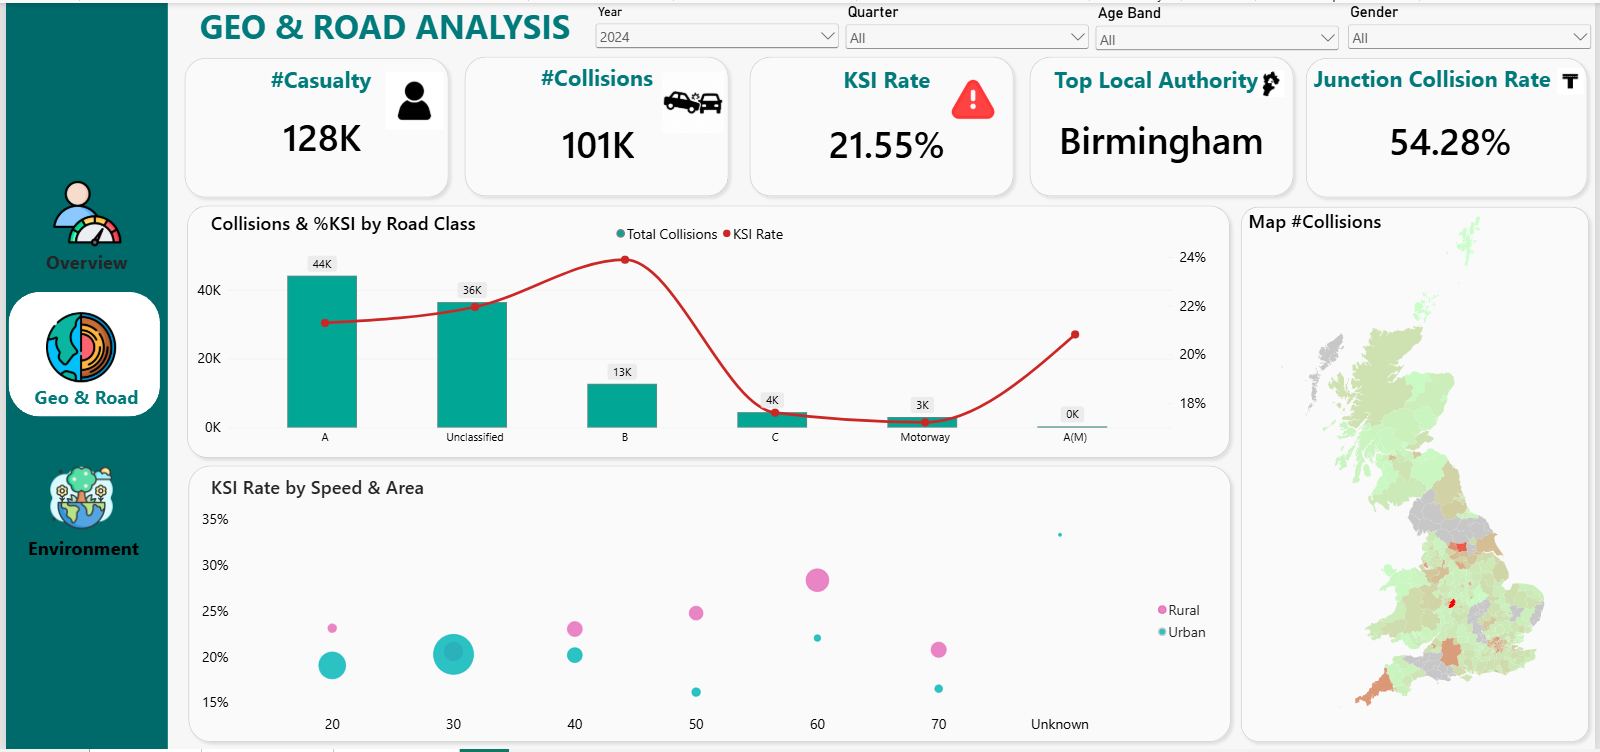 GEO & ROAD ANALYSIS
Year
2024
Quarter
All
Age Band
All
Gender
All
#Casualty
128K
#Collisions
101K
KSI Rate
21.55%
Top Local Authority
Birmingham
Junction Collision Rate
54.28%
Overview
Geo & Road
Environment
Collisions & %KSI by Road Class
Total Collisions KSI Rate
44K
36K
13K
4K
3K
0K
40K
20K
0K
24%
22%
20%
18%
A Unclassified B C Motorway A(M)
Map #Collisions
KSI Rate by Speed & Area
35%
30%
25%
20%
15%
20 30 40 50 60 70 Unknown
Rural
Urban